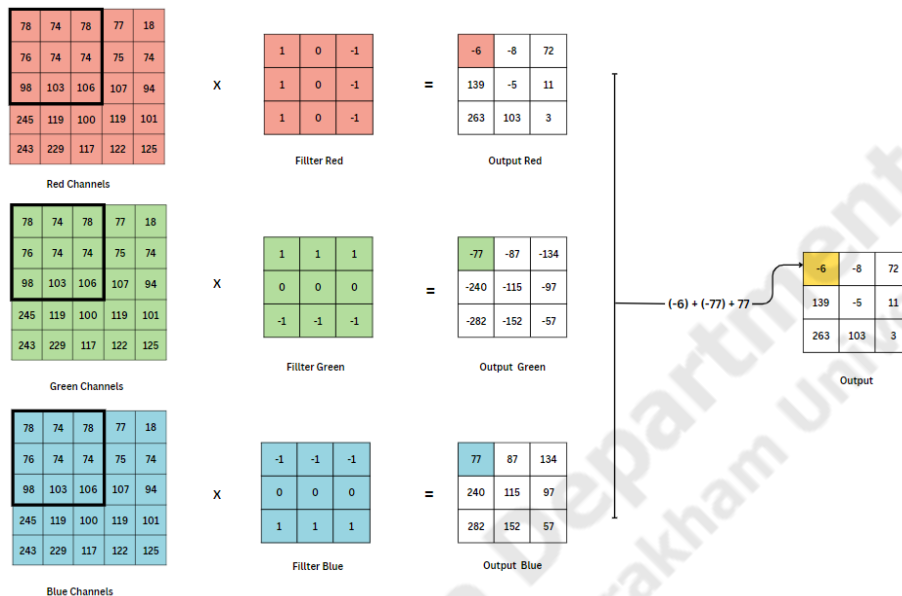 78 74 78 77 18
76 74 74 75 74
98 103 106 107 94
245 119 100 119 101
243 229 117 122 125
Red Channels
X
1 0 -1
1 0 -1
1 0 -1
Fillter Red
=
-6 -8 72
139 -5 11
263 103 3
Output Red
78 74 78 77 18
76 74 74 75 74
98 103 106 107 94
245 119 100 119 101
243 229 117 122 125
Green Channels
X
1 1 1
0 0 0
-1 -1 -1
Fillter Green
=
-77 -87 -134
-240 -115 -97
-282 -152 -57
Output Green
78 74 78 77 18
76 74 74 75 74
98 103 106 107 94
245 119 100 119 101
243 229 117 122 125
Blue Channels
X
-1 -1 -1
0 0 0
1 1 1
Fillter Blue
=
77 87 134
240 115 97
282 152 57
Output Blue
(-6) + (-77) + 77
-6 -8 72
139 -5 11
263 103 3
Output
Department